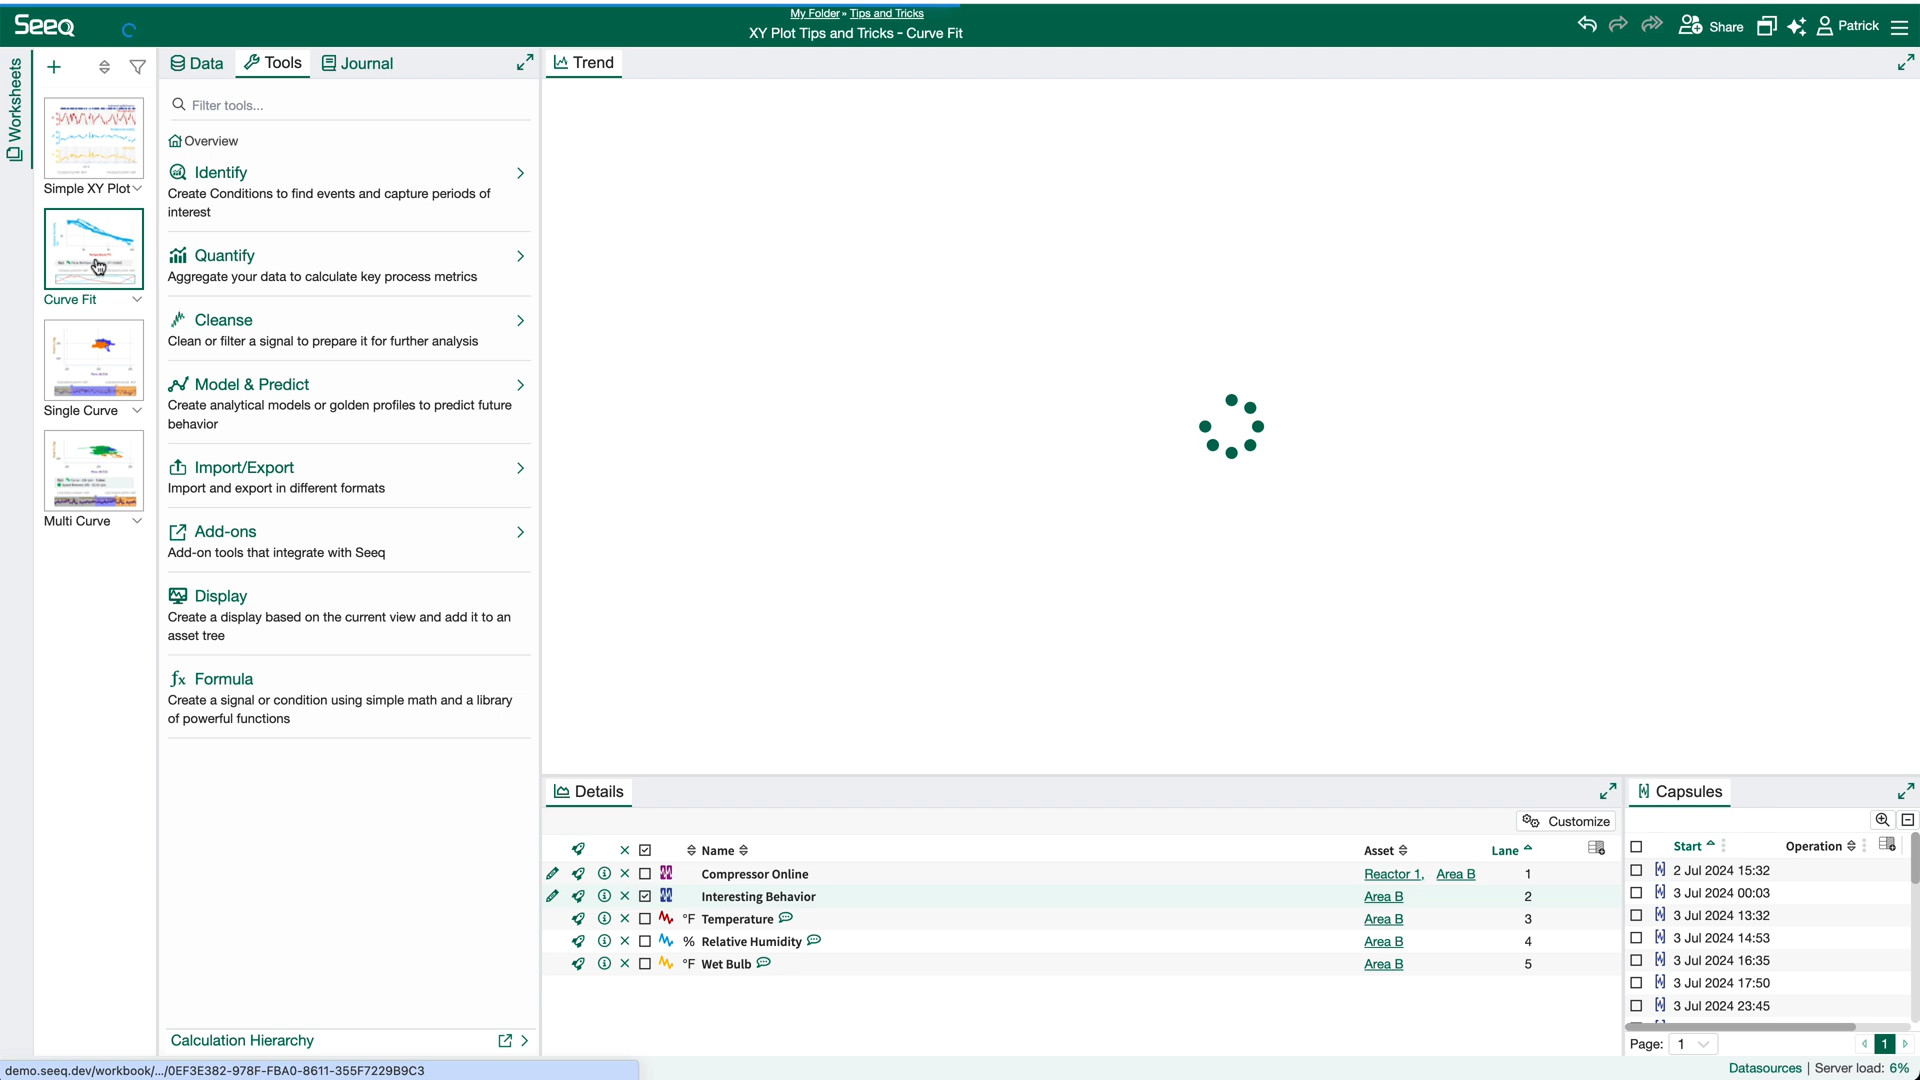 Seeq
My Folder » Tips and Tricks
XY Plot Tips and Tricks - Curve Fit
Share
Patrick
Worksheets
Simple XY Plot
Curve Fit
Single Curve
Multi Curve
Data
Tools
Journal
Filter tools...
Overview
Identify
Create Conditions to find events and capture periods of
interest
Quantify
Aggregate your data to calculate key process metrics
Cleanse
Clean or filter a signal to prepare it for further analysis
Model & Predict
Create analytical models or golden profiles to predict future
behavior
Import/Export
Import and export in different formats
Add-ons
Add-on tools that integrate with Seeq
Display
Create a display based on the current view and add it to an
asset tree
fx Formula
Create a signal or condition using simple math and a library
of powerful functions
Calculation Hierarchy
Trend
Details
Customize
Name Asset Lane
Compressor Online Reactor 1, Area B 1
Interesting Behavior Area B 2
°F Temperature Area B 3
% Relative Humidity Area B 4
°F Wet Bulb Area B 5
Capsules
Start Operation
2 Jul 2024 15:32
3 Jul 2024 00:03
3 Jul 2024 13:32
3 Jul 2024 14:53
3 Jul 2024 16:35
3 Jul 2024 17:50
3 Jul 2024 23:45
Page: 1 1
demo.seeq.dev/workbook/.../0EF3E382-978F-FBA0-8611-355F7229B9C3
Datasources | Server load: 6%